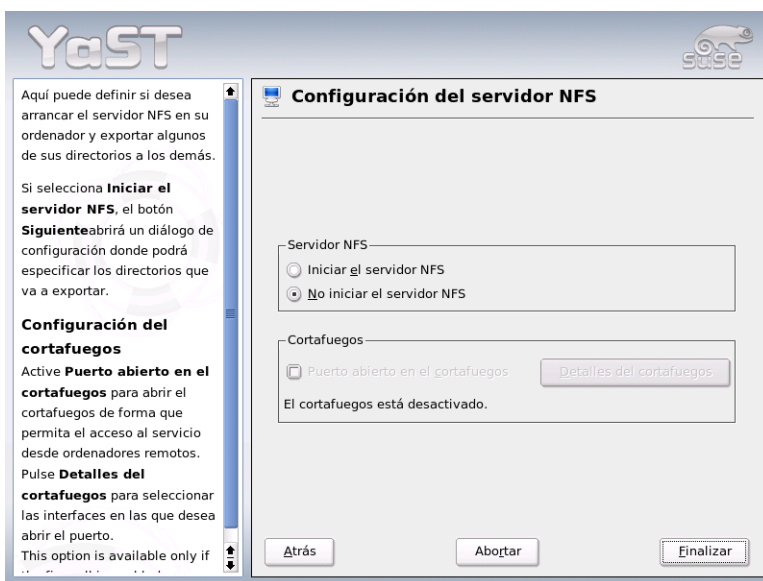 YaST
suse
Aquí puede definir si desea
arrancar el servidor NFS en su
ordenador y exportar algunos
de sus directorios a los demás.
Si selecciona Iniciar el
servidor NFS, el botón
Siguienteabrirá un diálogo de
configuración donde podrá
especificar los directorios que
va a exportar.
Configuración del
cortafuegos
Active Puerto abierto en el
cortafuegos para abrir el
cortafuegos de forma que
permita el acceso al servicio
desde ordenadores remotos.
Pulse Detalles del
cortafuegos para seleccionar
las interfaces en las que desea
abrir el puerto.
This option is available only if
Configuración del servidor NFS
Servidor NFS
Iniciar el servidor NFS
No iniciar el servidor NFS
Cortafuegos
Puerto abierto en el cortafuegos
Detalles del cortafuegos
El cortafuegos está desactivado.
Atrás
Abortar
Finalizar